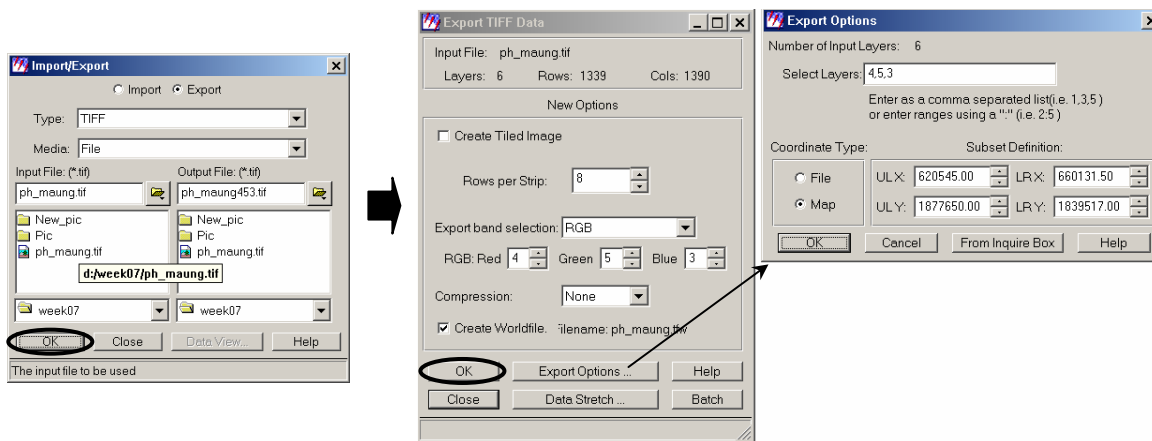 Import/Export
Import Export
Type: TIFF
Media: File
Input File: (*.tif) Output File: (*.tif)
ph_maung.tif ph_maung453.tif
New_pic New_pic
Pic Pic
ph_maung.tif ph_maung.tif
d:/week07/ph_maung.tif
week07 week07
OK Close Data View... Help
The input file to be used
Export TIFF Data
Input File: ph_maung.tif
Layers: 6 Rows: 1339 Cols: 1390
New Options
Create Tiled Image
Rows per Strip: 8
Export band selection: RGB
RGB: Red 4 Green 5 Blue 3
Compression: None
Create Worldfile. Filename: ph_maung.tfw
OK Export Options ... Help
Close Data Stretch ... Batch
Export Options
Number of Input Layers: 6
Select Layers: 4,5,3
Enter as a comma separated list(i.e. 1,3,5 )
or enter ranges using a ":" (i.e. 2:5 )
Coordinate Type: Subset Definition:
File ULX: 620545.00 LRX: 660131.50
Map ULY: 1877650.00 LRY: 1839517.00
OK Cancel From Inquire Box Help